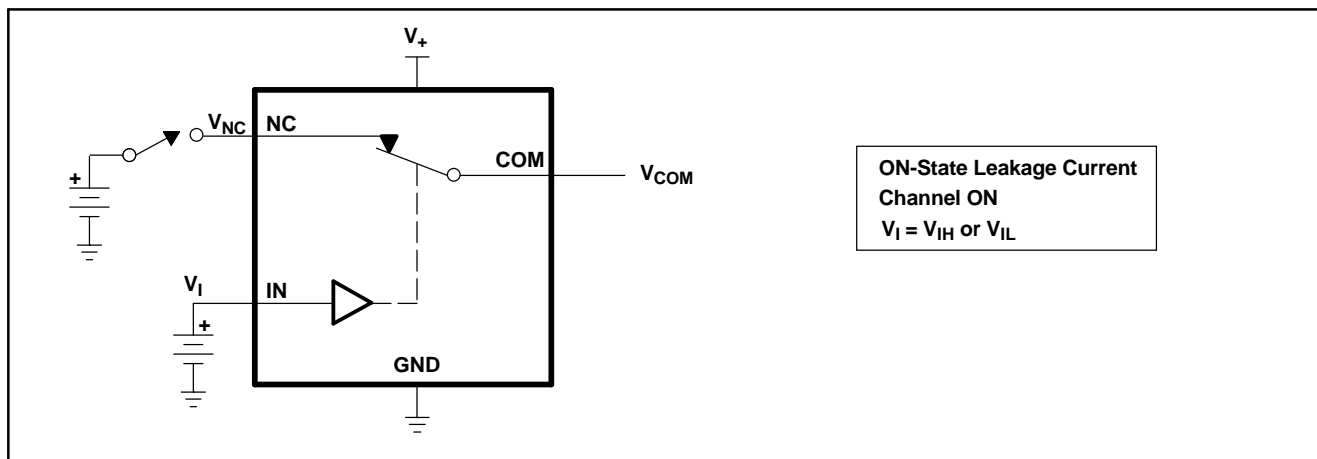 V+
VNC NC
COM
VCOM
+
VI IN
+
GND
ON-State Leakage Current
Channel ON
VI = VIH or VIL